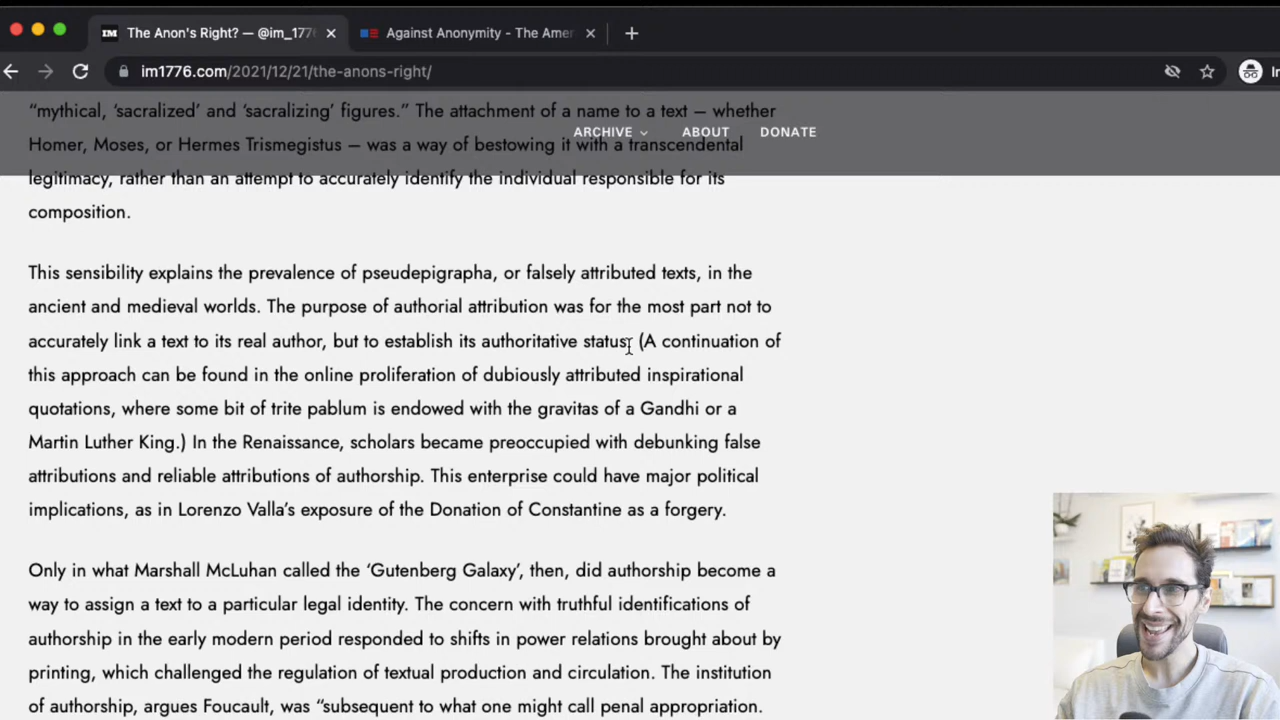 IM The Anon's Right? — @im_177
Against Anonymity - The Amer
im1776.com/2021/12/21/the-anons-right/
In
"mythical, 'sacralized' and 'sacralizing' figures." The attachment of a name to a text — whether
ARCHIVE ABOUT DONATE
Homer, Moses, or Hermes Trismegistus — was a way of bestowing it with a transcendental
legitimacy, rather than an attempt to accurately identify the individual responsible for its
composition.
This sensibility explains the prevalence of pseudepigrapha, or falsely attributed texts, in the
ancient and medieval worlds. The purpose of authorial attribution was for the most part not to
accurately link a text to its real author, but to establish its authoritative status. (A continuation of
this approach can be found in the online proliferation of dubiously attributed inspirational
quotations, where some bit of trite pablum is endowed with the gravitas of a Gandhi or a
Martin Luther King.) In the Renaissance, scholars became preoccupied with debunking false
attributions and reliable attributions of authorship. This enterprise could have major political
implications, as in Lorenzo Valla's exposure of the Donation of Constantine as a forgery.
Only in what Marshall McLuhan called the 'Gutenberg Galaxy', then, did authorship become a
way to assign a text to a particular legal identity. The concern with truthful identifications of
authorship in the early modern period responded to shifts in power relations brought about by
printing, which challenged the regulation of textual production and circulation. The institution
of authorship, argues Foucault, was "subsequent to what one might call penal appropriation.